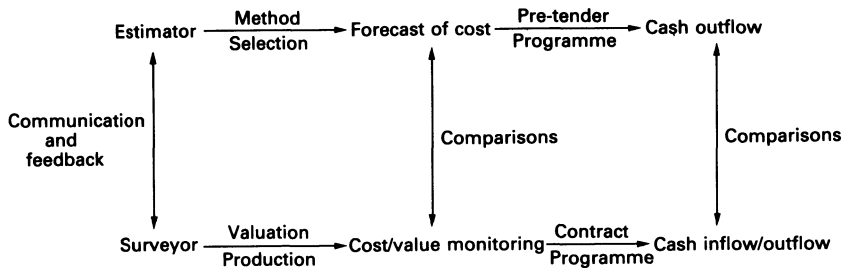 Estimator
Method
Selection
Forecast of cost
Pre-tender
Programme
Cash outflow
Communication
and
feedback
Comparisons
Comparisons
Surveyor
Valuation
Production
Cost/value monitoring
Contract
Programme
Cash inflow/outflow